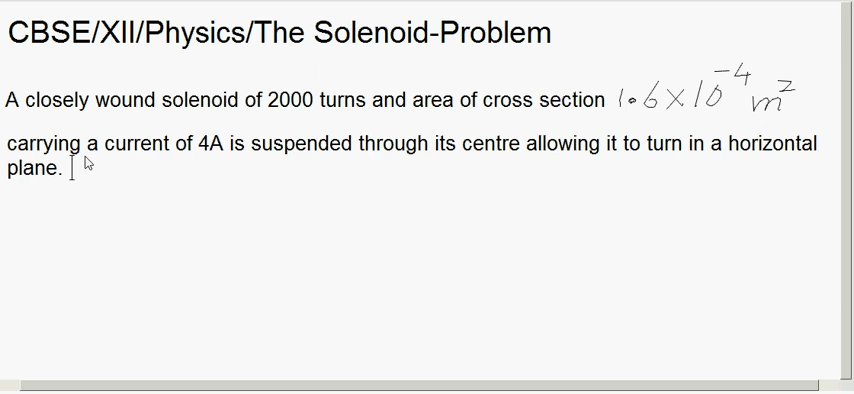 CBSE/XII/Physics/The Solenoid-Problem
A closely wound solenoid of 2000 turns and area of cross section 1.6×10⁻⁴ m²
carrying a current of 4A is suspended through its centre allowing it to turn in a horizontal
plane.